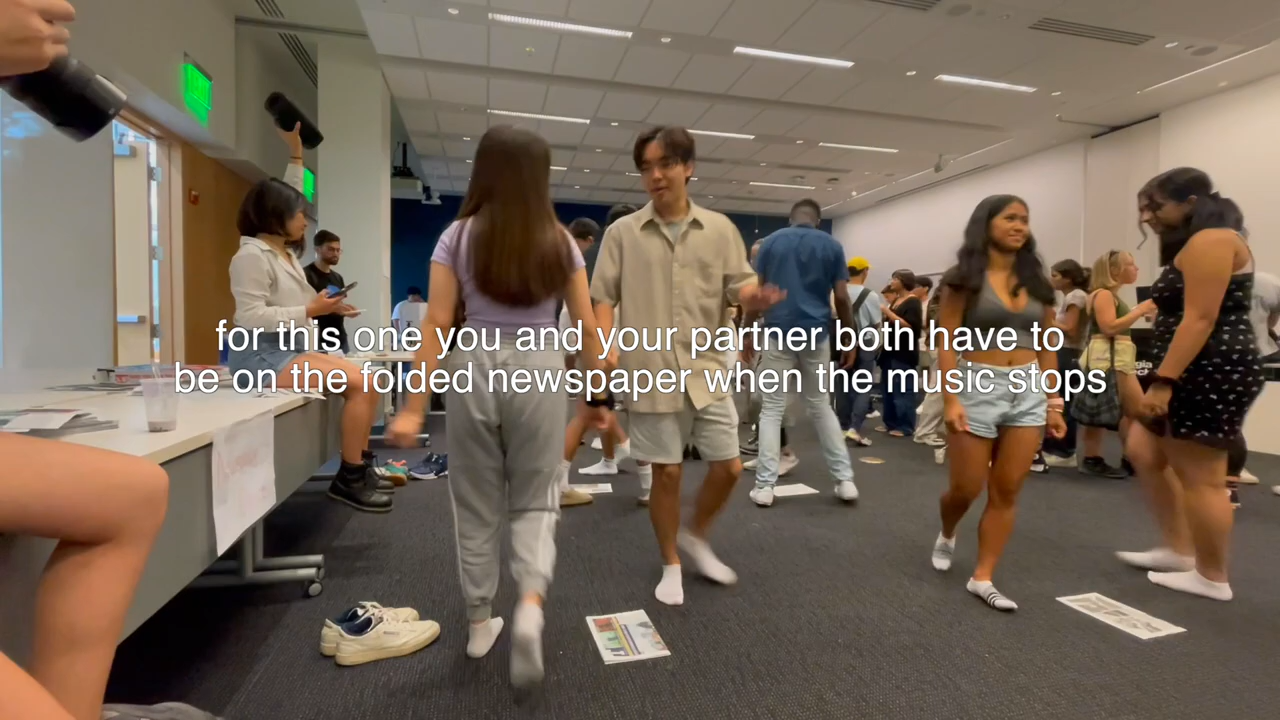 for this one you and your partner both have to
be on the folded newspaper when the music stops